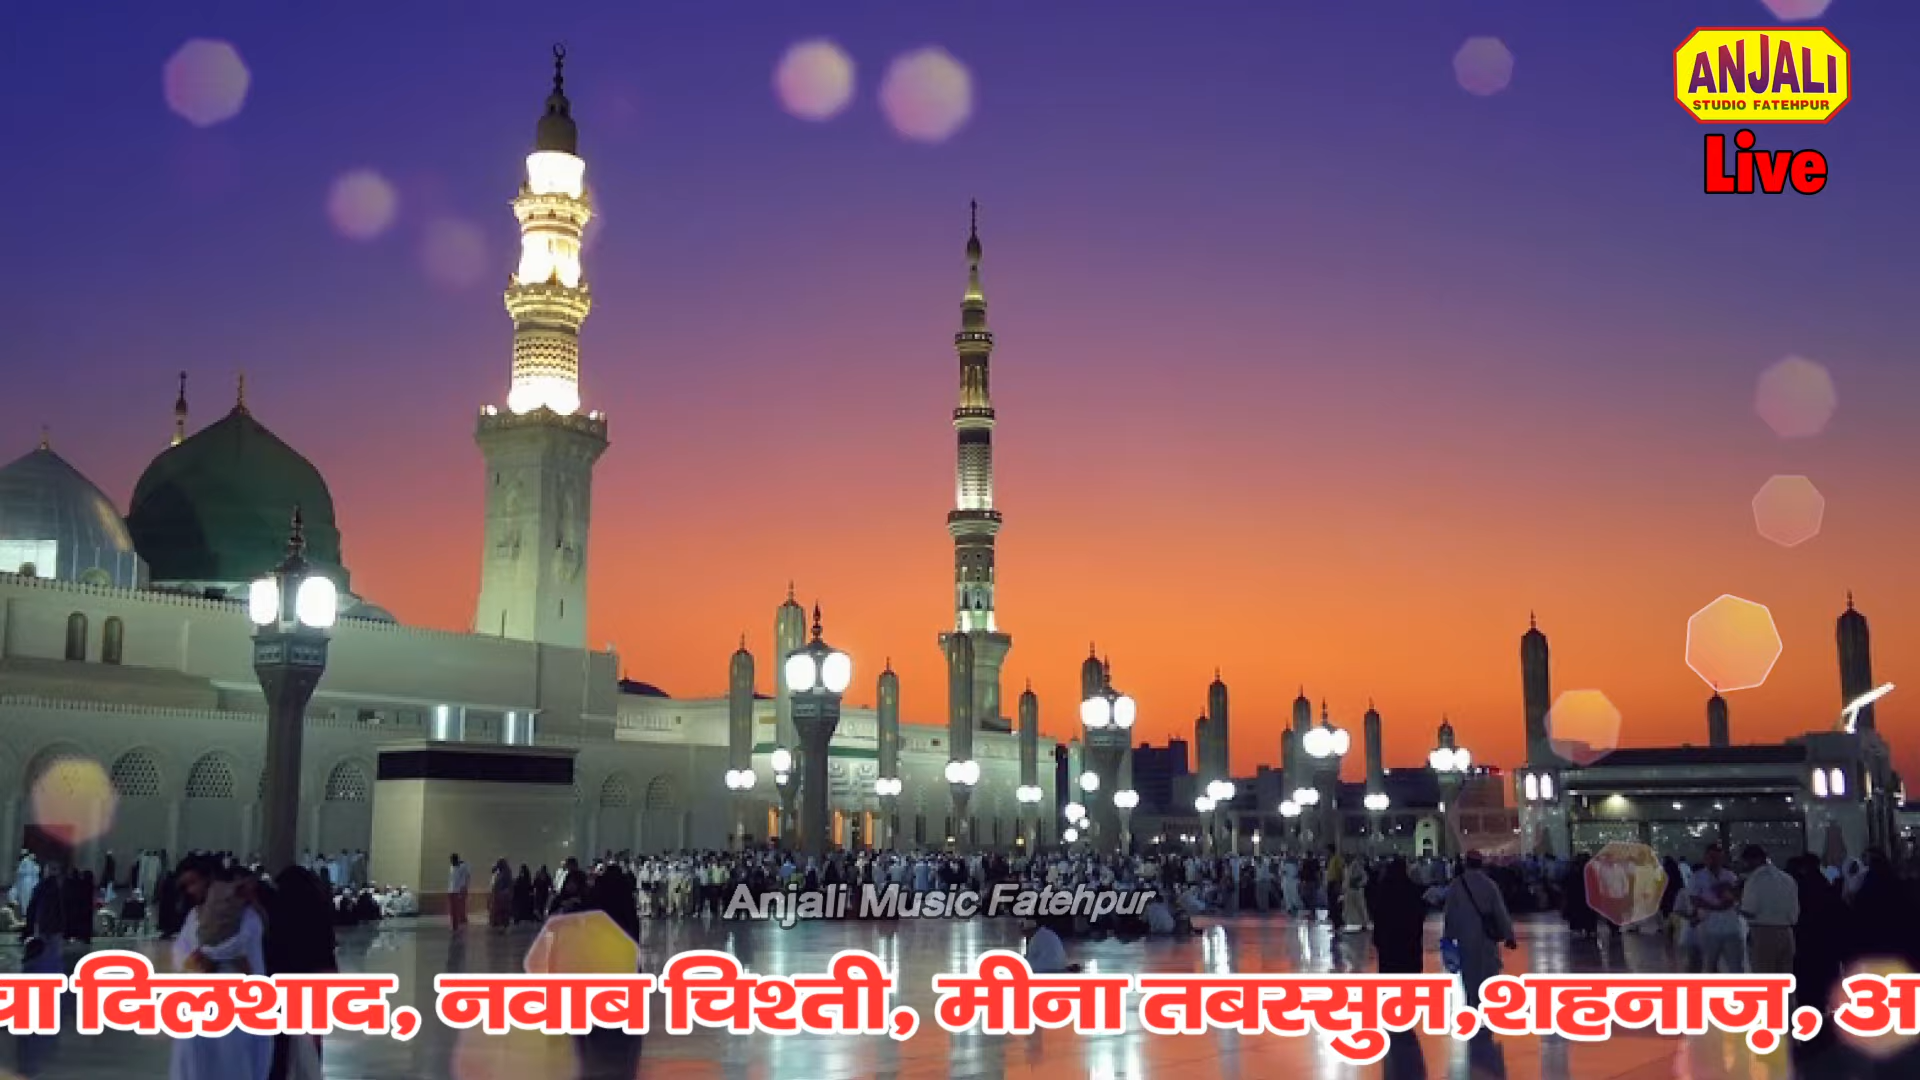 ANJALI
STUDIO FATEHPUR
Live
Anjali Music Fatehpur
दिलशाद, नवाब चिश्ती, मीना तबस्सुम,शहनाज़,